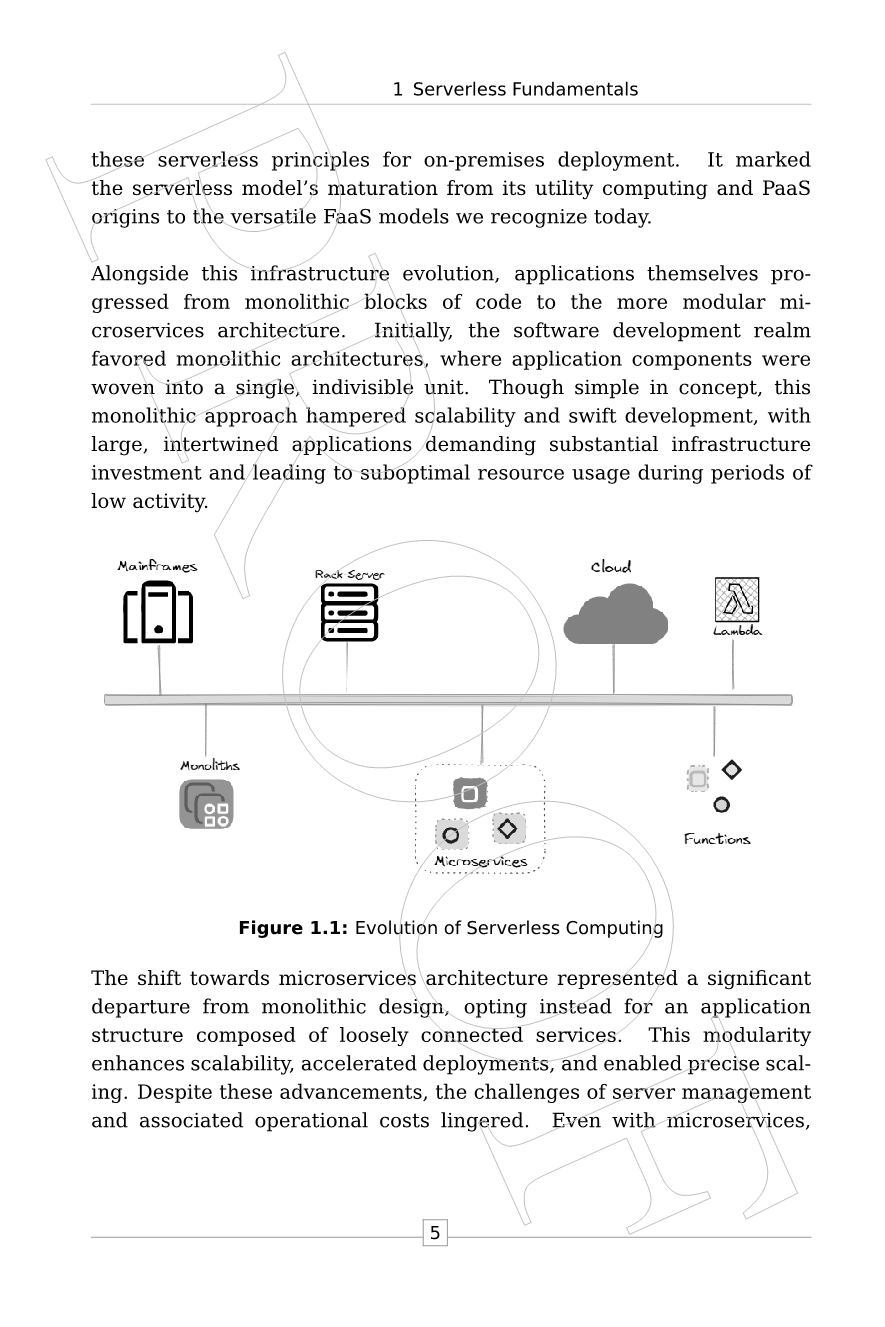 1 Serverless Fundamentals
these serverless principles for on-premises deployment. It marked
the serverless model’s maturation from its utility computing and PaaS
origins to the versatile FaaS models we recognize today.
Alongside this infrastructure evolution, applications themselves pro-
gressed from monolithic blocks of code to the more modular mi-
croservices architecture. Initially, the software development realm
favored monolithic architectures, where application components were
woven into a single, indivisible unit. Though simple in concept, this
monolithic approach hampered scalability and swift development, with
large, intertwined applications demanding substantial infrastructure
investment and leading to suboptimal resource usage during periods of
low activity.
Mainframes
Rack Server
Cloud
Lambda
Monoliths
Microservices
Functions
Figure 1.1: Evolution of Serverless Computing
The shift towards microservices architecture represented a significant
departure from monolithic design, opting instead for an application
structure composed of loosely connected services. This modularity
enhances scalability, accelerated deployments, and enabled precise scal-
ing. Despite these advancements, the challenges of server management
and associated operational costs lingered. Even with microservices,
5
PROOF